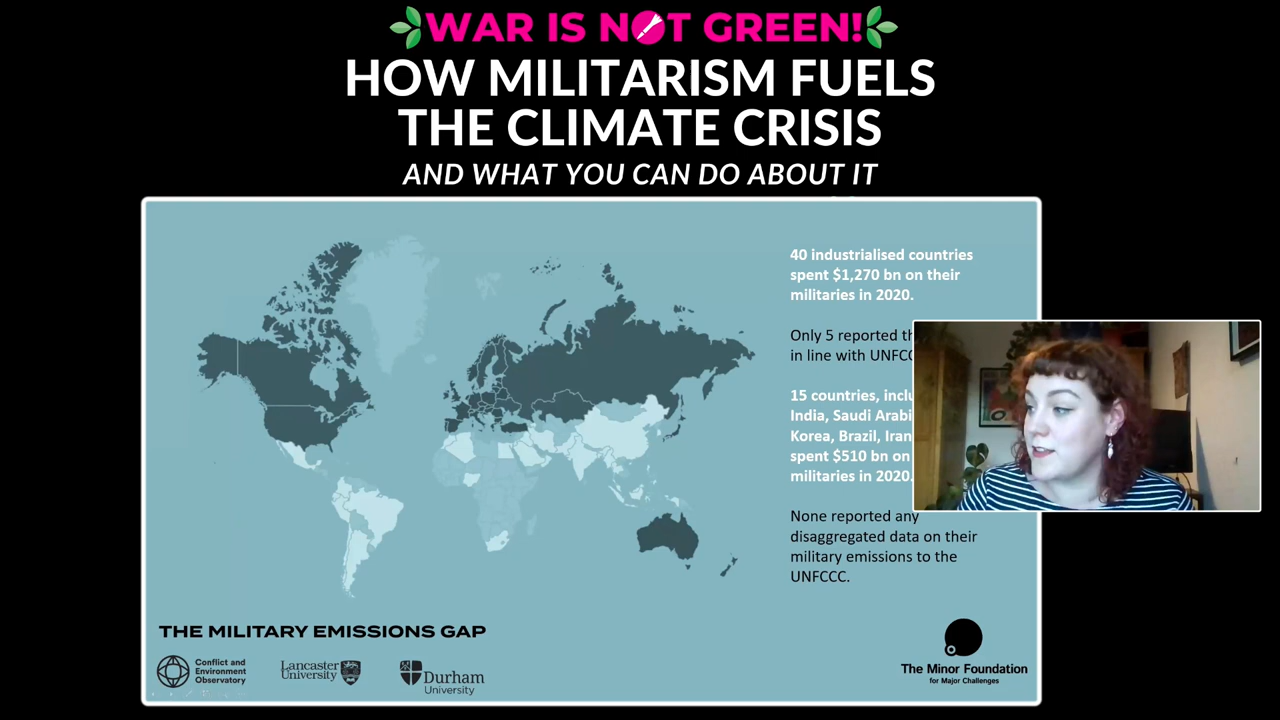 WAR IS NOT GREEN!
HOW MILITARISM FUELS
THE CLIMATE CRISIS
AND WHAT YOU CAN DO ABOUT IT
40 industrialised countries
spent $1,270 bn on their
militaries in 2020.
Only 5 reported
in line with
15 countries,
India, Saudi
Korea, Brazil, Iran
spent $510 bn on
militaries in 2020.
None reported any
disaggregated data on their
military emissions to the
UNFCCC.
THE MILITARY EMISSIONS GAP
Conflict and
Environment
Observatory
Lancaster
University
Durham
University
The Minor Foundation
for Major Challenges